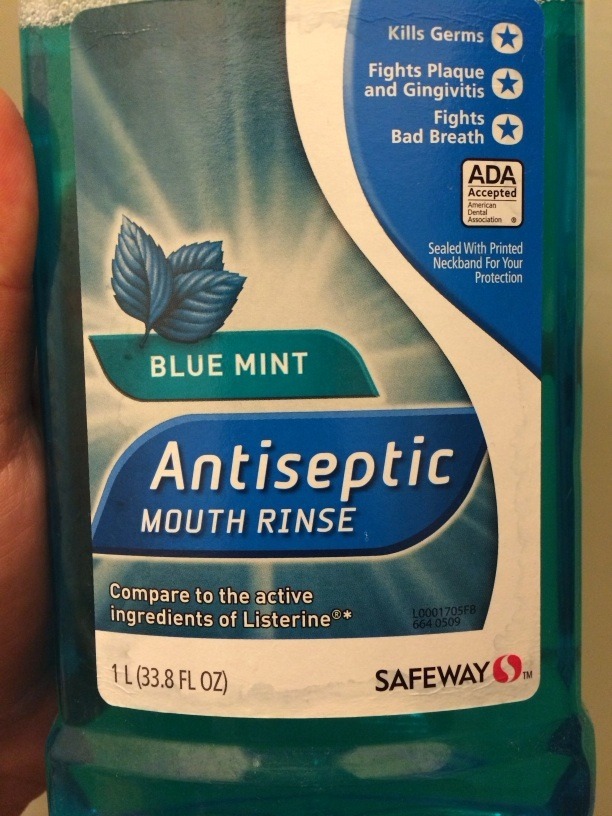 Kills Germs
Fights Plaque
and Gingivitis
Fights
Bad Breath
ADA
Accepted
American
Dental
Association ®
Sealed With Printed
Neckband For Your
Protection
BLUE MINT
Antiseptic
MOUTH RINSE
Compare to the active
ingredients of Listerine®*
L0001705FB
664 0509
1 L (33.8 FL OZ)
SAFEWAY TM